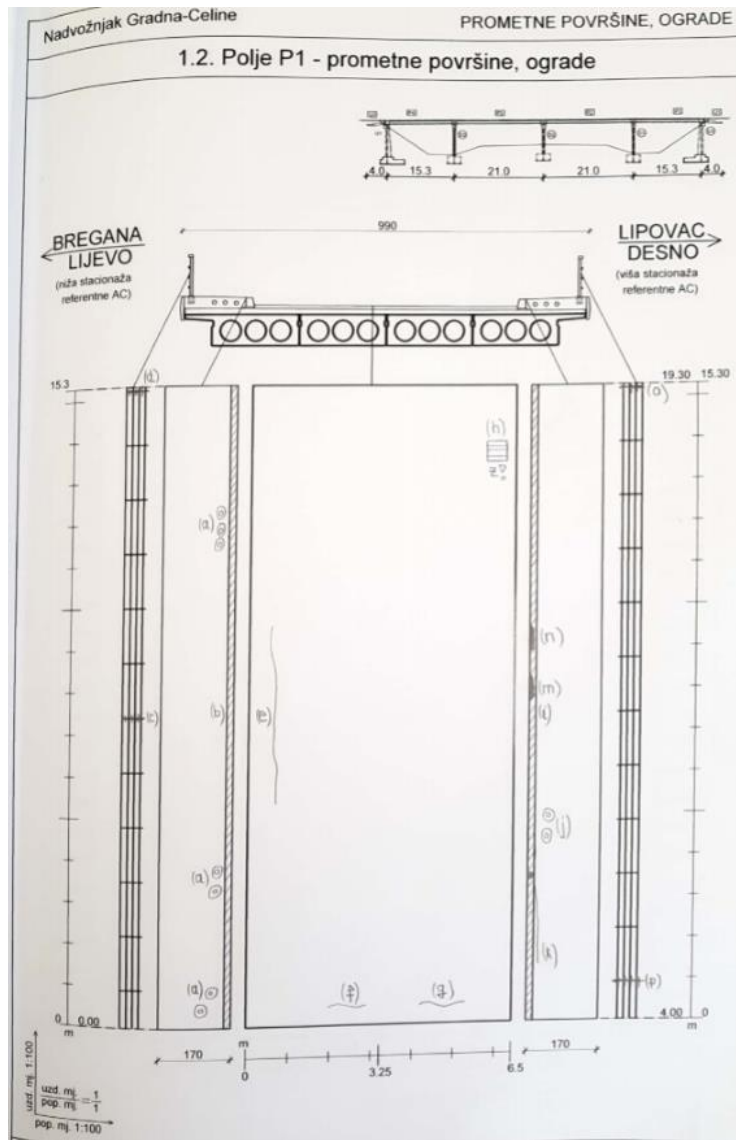 Nadvožnjak Gradna-Celine
PROMETNE POVRŠINE, OGRADE
1.2. Polje P1 - prometne površine, ograde
4.0 15.3 21.0 21.0 15.3 4.0
990
BREGANA
LIJEVO
(niža stacionaža
referentne AC)
LIPOVAC
DESNO
(viša stacionaža
referentne AC)
15.3
(d)
19.30 15.30
(o)
(h)
(a)
(n)
(m)
(c)
(b)
(e)
(l)
(j)
(a)
(k)
(a)
(f)
(g)
(p)
0 0.00
m
4.00 0
m
170
m
0
3.25
6.5
170
uzd. mj. 1:100
uzd. mj. = 1
pop. mj. 1
pop. mj. 1:100